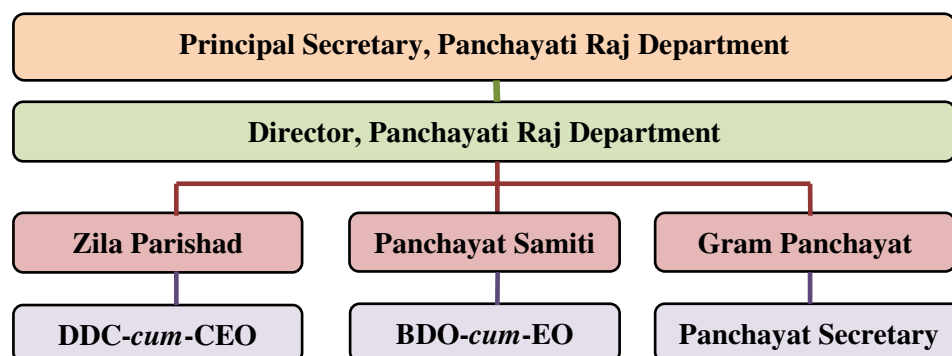 Principal Secretary, Panchayati Raj Department
Director, Panchayati Raj Department
Zila Parishad
Panchayat Samiti
Gram Panchayat
DDC-cum-CEO
BDO-cum-EO
Panchayat Secretary